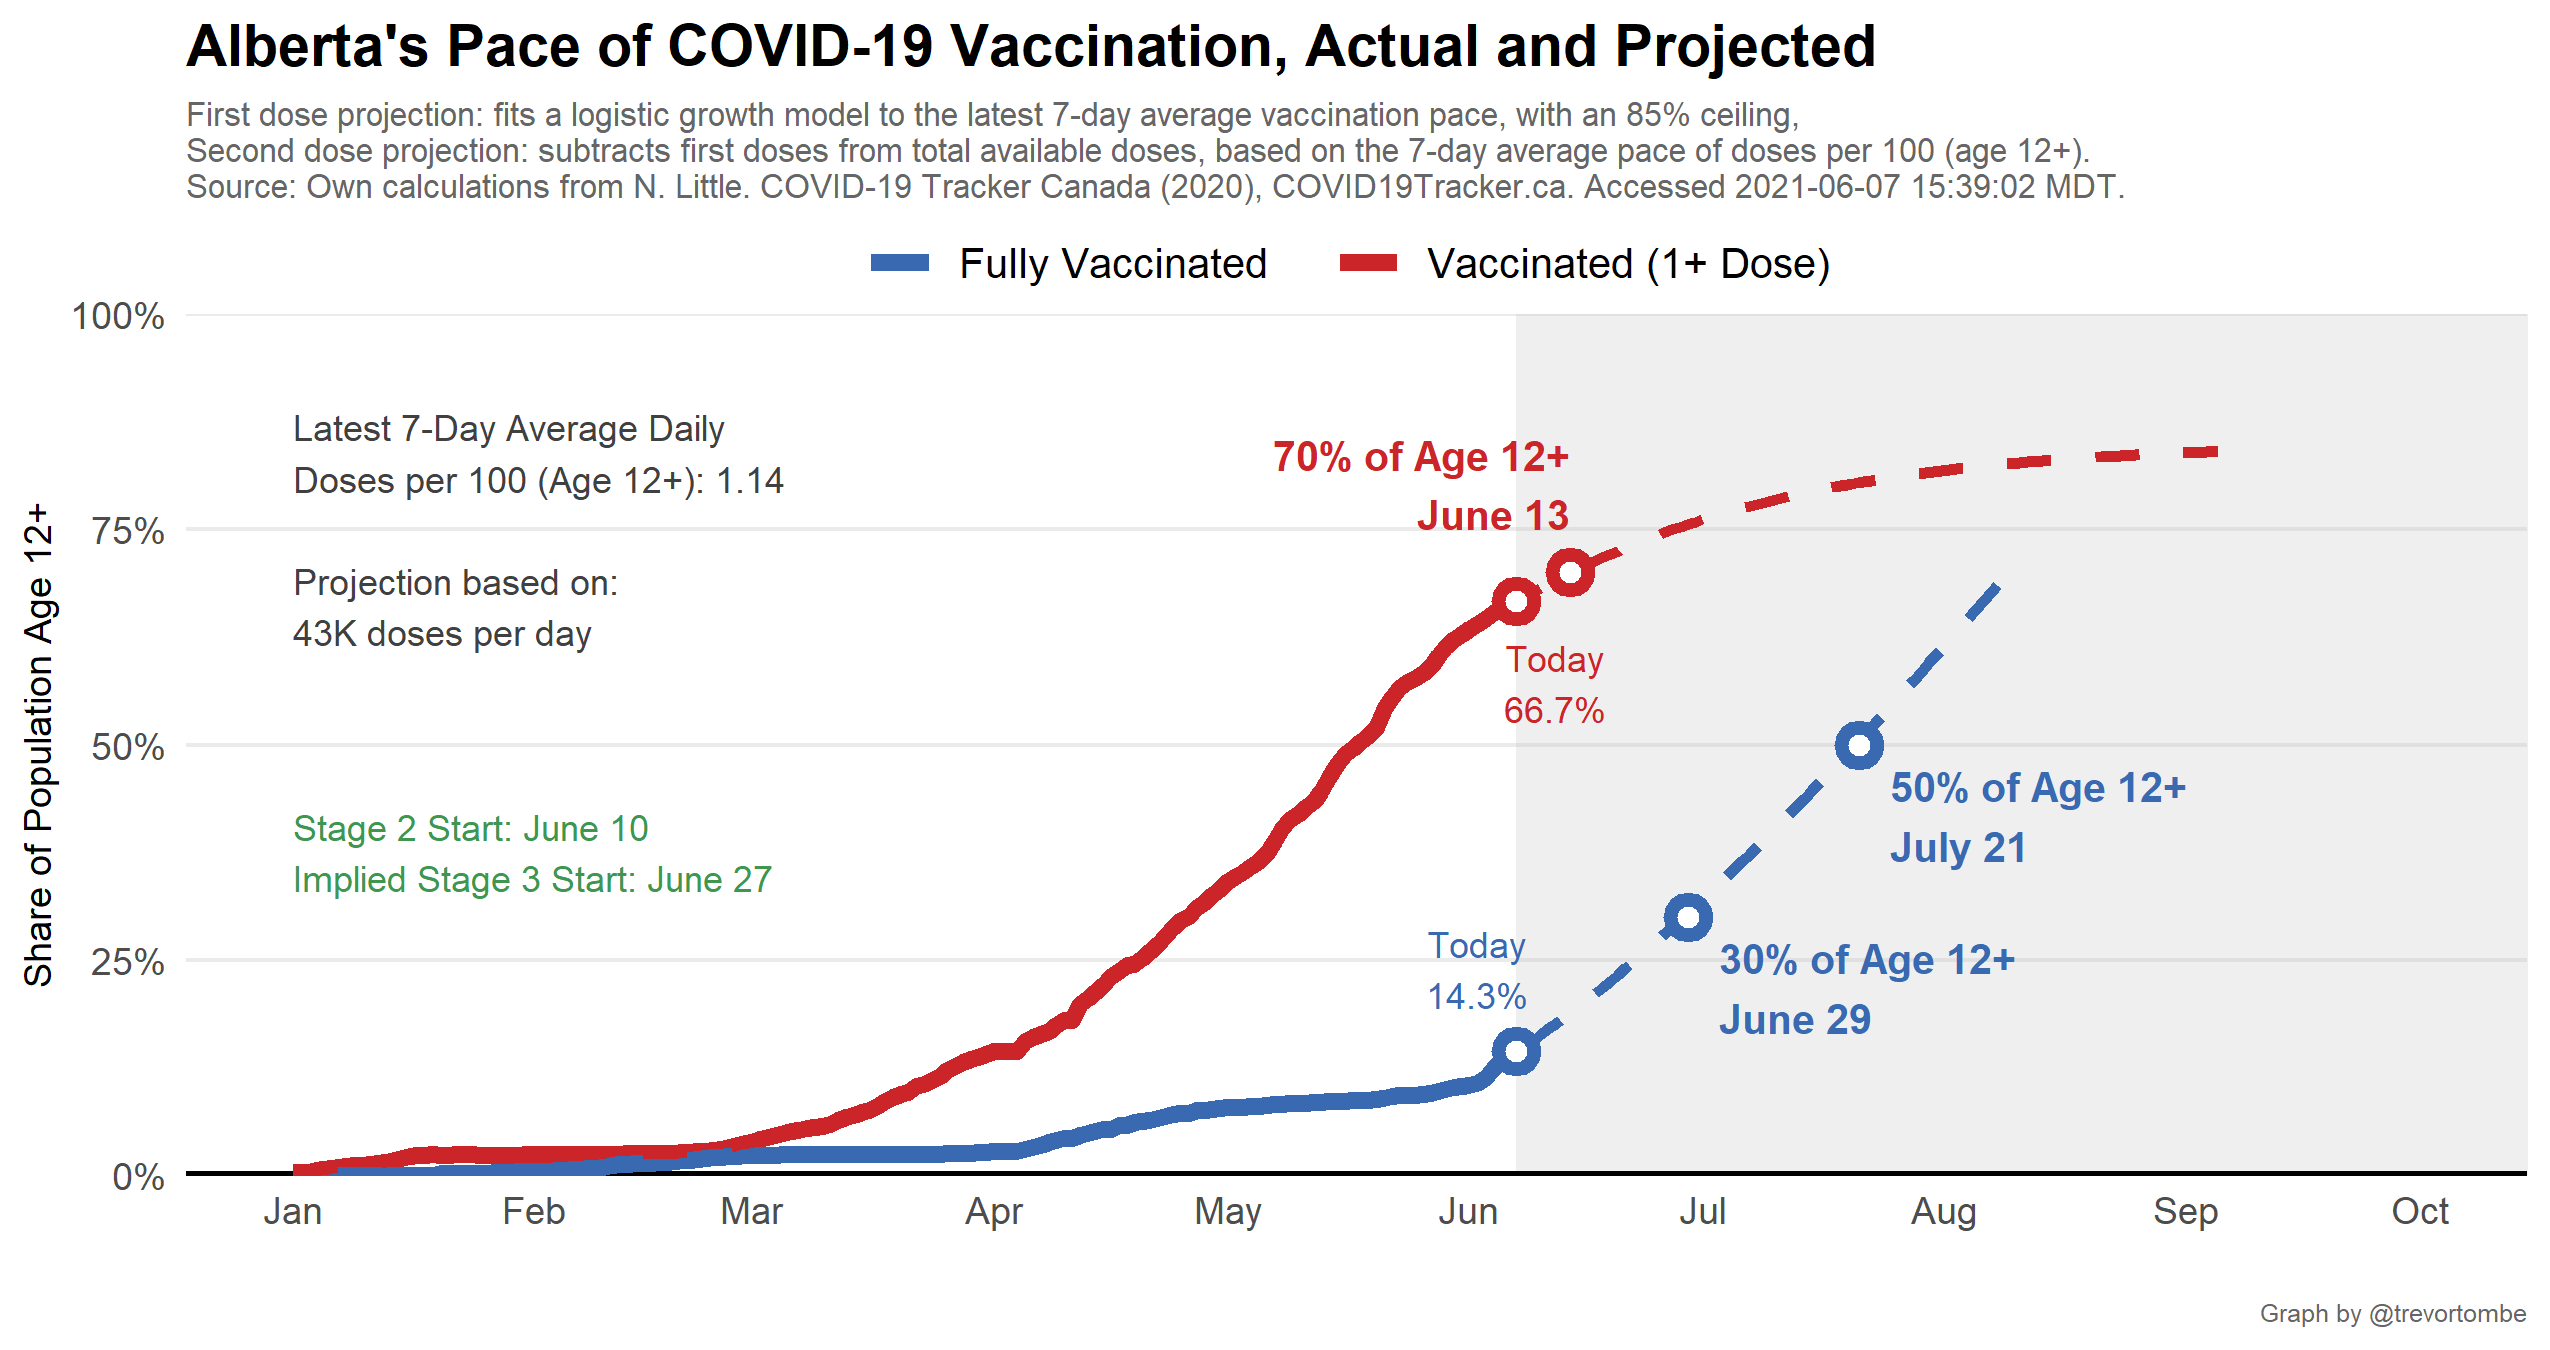 Alberta's Pace of COVID-19 Vaccination, Actual and Projected
First dose projection: fits a logistic growth model to the latest 7-day average vaccination pace, with an 85% ceiling,
Second dose projection: subtracts first doses from total available doses, based on the 7-day average pace of doses per 100 (age 12+).
Source: Own calculations from N. Little. COVID-19 Tracker Canada (2020), COVID19Tracker.ca. Accessed 2021-06-07 15:39:02 MDT.
Fully Vaccinated
Vaccinated (1+ Dose)
Share of Population Age 12+
100%
75%
50%
25%
0%
Latest 7-Day Average Daily
Doses per 100 (Age 12+): 1.14
Projection based on:
43K doses per day
Stage 2 Start: June 10
Implied Stage 3 Start: June 27
70% of Age 12+
June 13
Today
66.7%
50% of Age 12+
July 21
Today
14.3%
30% of Age 12+
June 29
Jan
Feb
Mar
Apr
May
Jun
Jul
Aug
Sep
Oct
Graph by @trevortombe